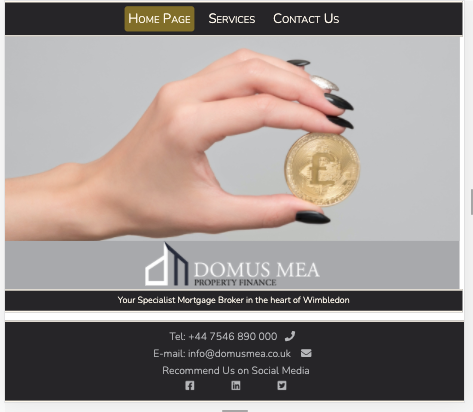 Home Page Services Contact Us
£
DOMUS MEA
PROPERTY FINANCE
Your Specialist Mortgage Broker in the heart of Wimbledon
Tel: +44 7546 890 000
E-mail: info@domusmea.co.uk
Recommend Us on Social Media